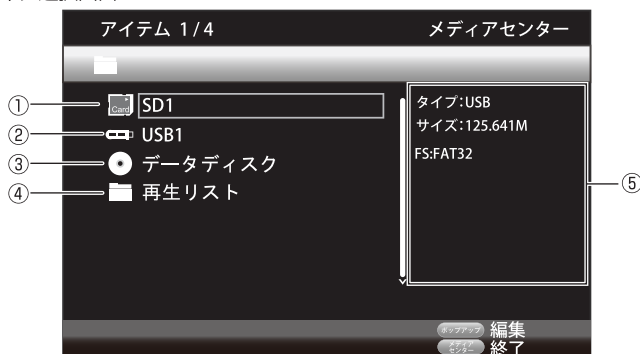 アイテム 1/4
メディアセンター
① Card SD1
② USB1
③ データディスク
④ 再生リスト
タイプ:USB
サイズ:125.641M
FS:FAT32
⑤
ポップアップ 編集
メディアセンター 終了